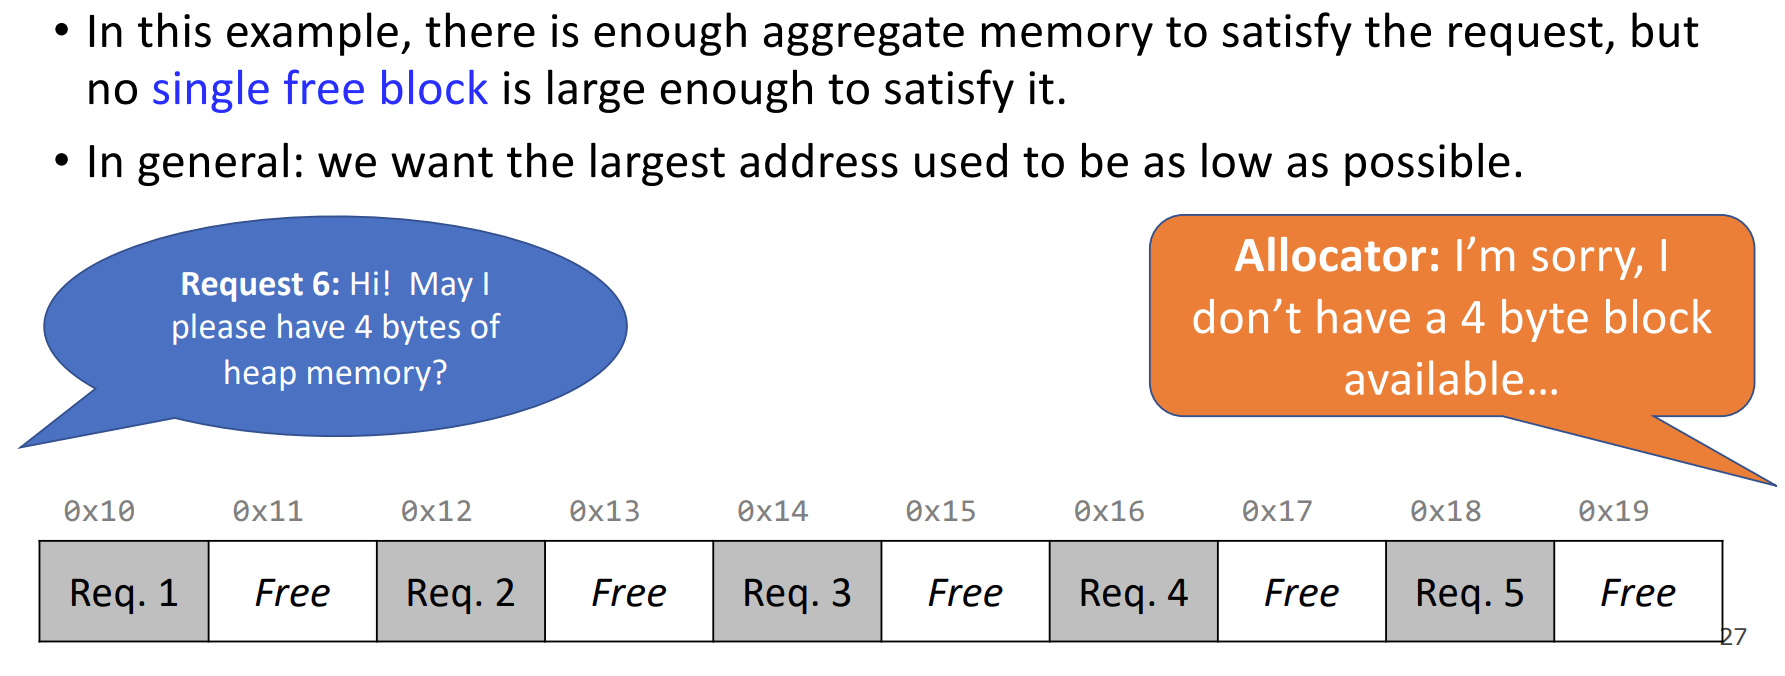 • In this example, there is enough aggregate memory to satisfy the request, but
no single free block is large enough to satisfy it.
• In general: we want the largest address used to be as low as possible.
Request 6: Hi!  May I
please have 4 bytes of
heap memory?
Allocator: I’m sorry, I
don’t have a 4 byte block
available…
0x10 0x11 0x12 0x13 0x14 0x15 0x16 0x17 0x18 0x19
Req. 1 Free Req. 2 Free Req. 3 Free Req. 4 Free Req. 5 Free
27